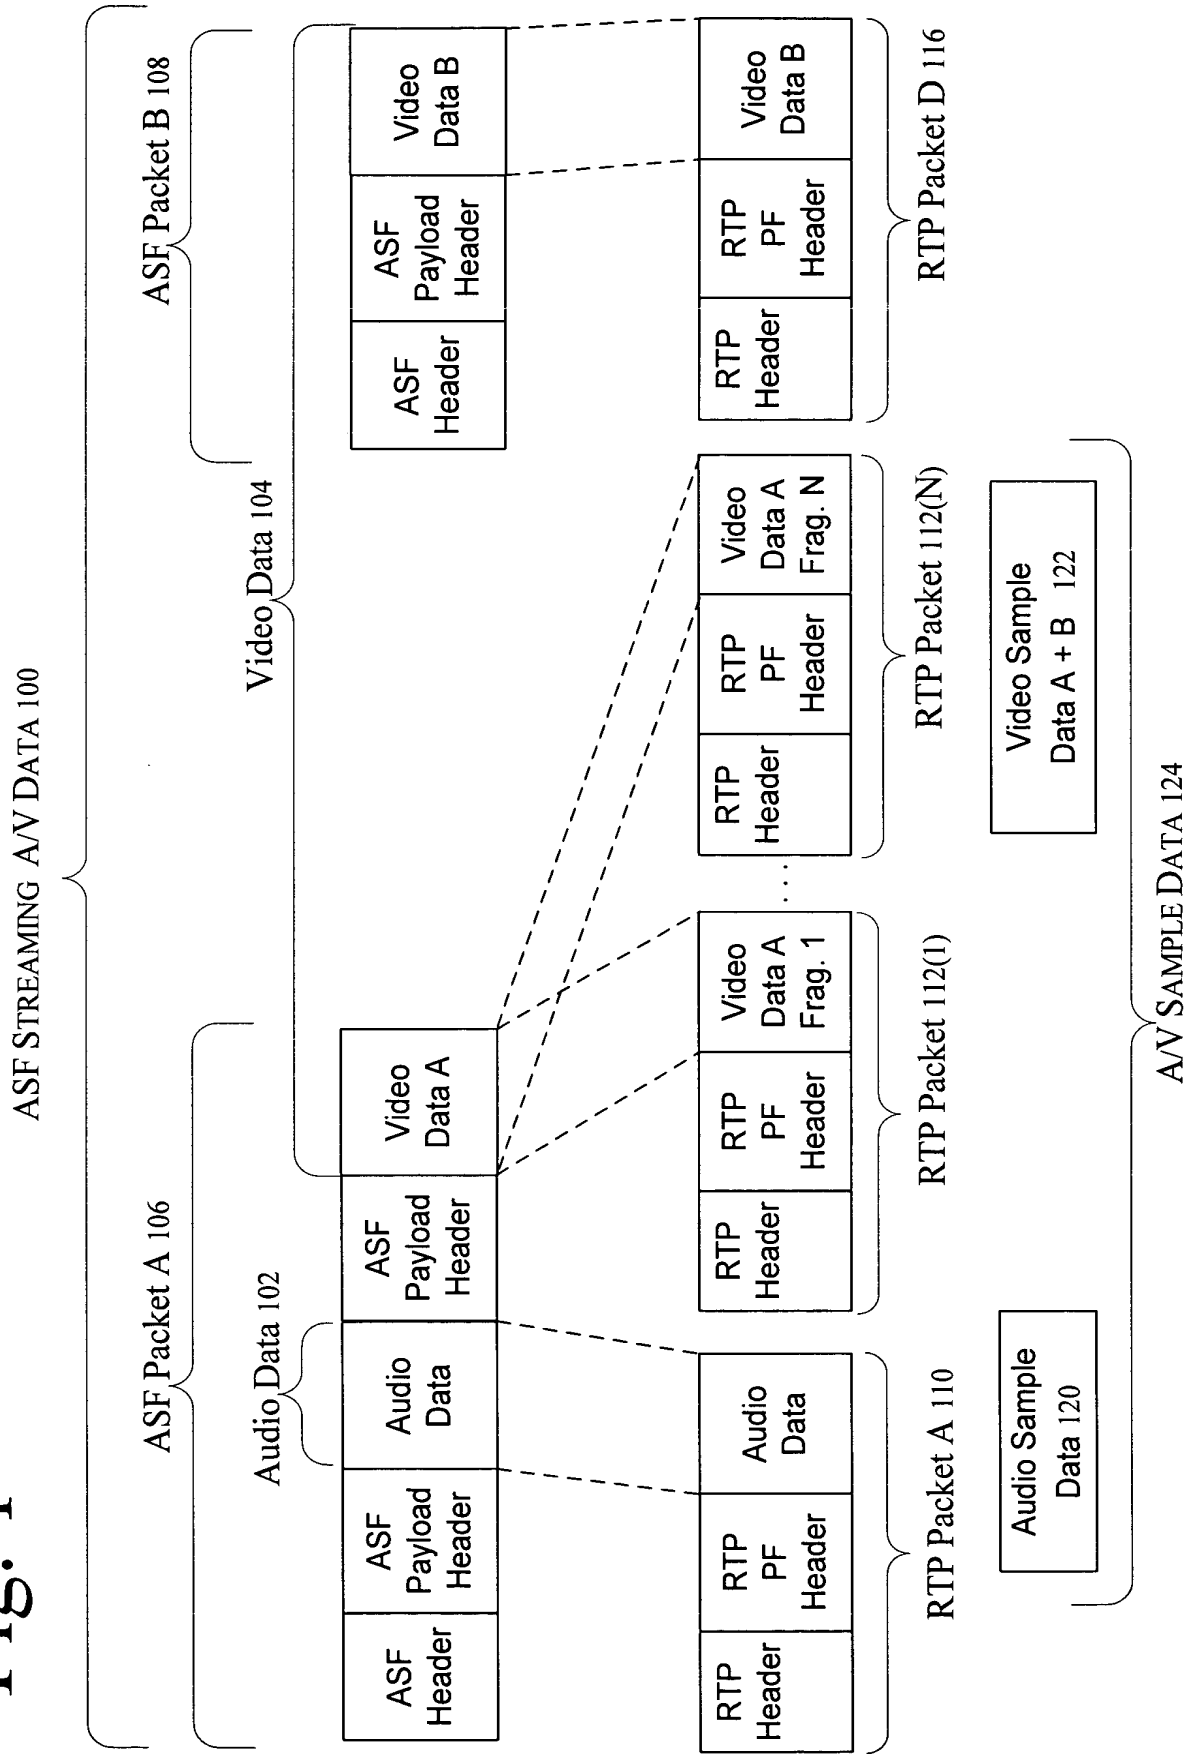 Fig. 1
ASF STREAMING A/V DATA 100
ASF Packet A 106
ASF Packet B 108
Audio Data 102
Video Data 104
ASF
Header
ASF
Payload
Header
Audio
Data
ASF
Payload
Header
Video
Data A
ASF
Header
ASF
Payload
Header
Video
Data B
RTP
Header
RTP
PF
Header
Audio
Data
RTP
Header
RTP
PF
Header
Video
Data A
Frag. 1
...
RTP
Header
RTP
PF
Header
Video
Data A
Frag. N
RTP
Header
RTP
PF
Header
Video
Data B
RTP Packet A 110
RTP Packet 112(1)
RTP Packet 112(N)
RTP Packet D 116
Audio Sample
Data 120
Video Sample
Data A + B 122
A/V SAMPLE DATA 124